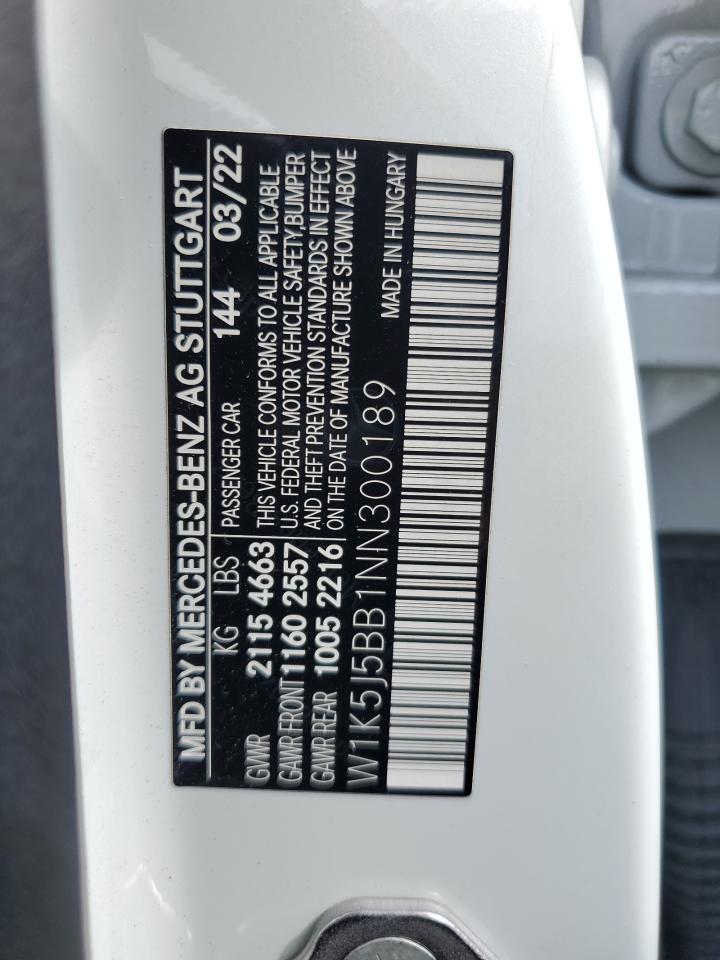 MFD BY MERCEDES-BENZ AG STUTTGART
KG LBS PASSENGER CAR 144 03/22
GVWR 2115 4663 THIS VEHICLE CONFORMS TO ALL APPLICABLE
GAWR FRONT 1160 2557 U.S. FEDERAL MOTOR VEHICLE SAFETY,BUMPER
GAWR REAR 1005 2216 AND THEFT PREVENTION STANDARDS IN EFFECT
ON THE DATE OF MANUFACTURE SHOWN ABOVE
W1K5J5BB1NN300189 MADE IN HUNGARY